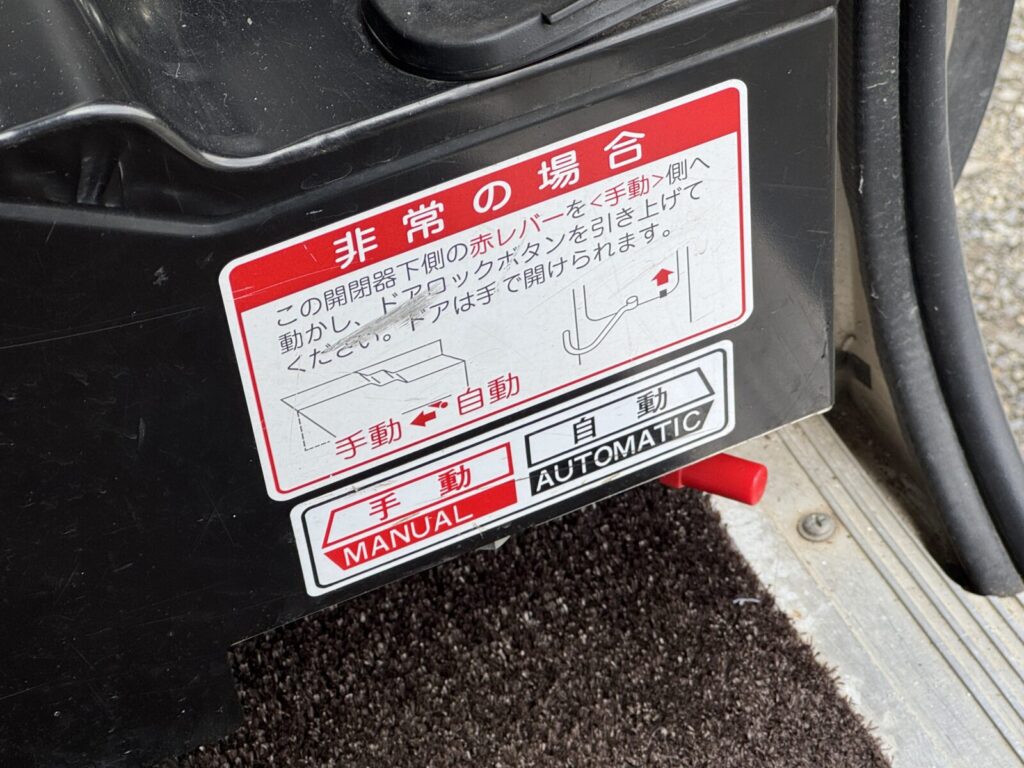 非常の場合
この開閉器下側の赤レバーを<手動>側へ
動かし、ドアロックボタンを引き上げて
ください。ドアは手で開けられます。
手動 自動
手動 自動
MANUAL AUTOMATIC